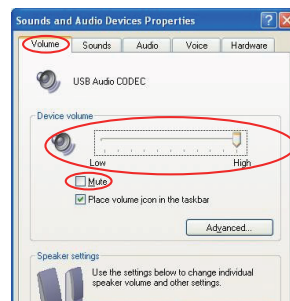 Sounds and Audio Devices Properties
Volume Sounds Audio Voice Hardware
USB Audio CODEC
Device volume
Low High
Mute
Place volume icon in the taskbar
Advanced...
Speaker settings
Use the settings below to change individual
speaker volume and other settings.